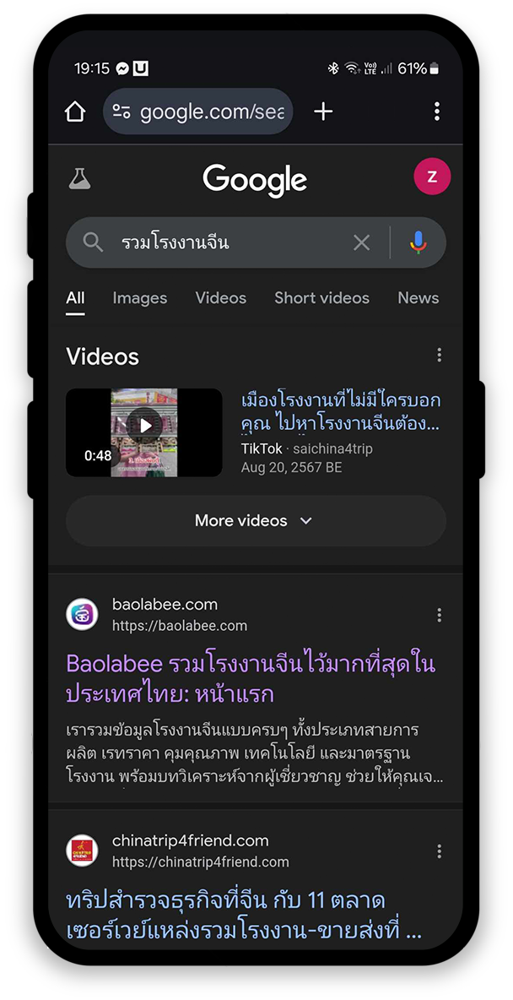 19:15
Vo))
LTE
61%
google.com/sea
Google
Z
รวมโรงงานจีน
All Images Videos Short videos News
Videos
เมืองโรงงานที่ไม่มีใครบอก
คุณ ไปหาโรงงานจีนต้อง...
0:48
TikTok · saichina4trip
Aug 20, 2567 BE
More videos
baolabee.com
https://baolabee.com
Baolabee รวมโรงงานจีนไว้มากที่สุดใน
ประเทศไทย: หน้าแรก
เรารวมข้อมูลโรงงานจีนแบบครบๆ ทั้งประเภทสายการ
ผลิต เรทราคา คุมคุณภาพ เทคโนโลยี และมาตรฐาน
โรงงาน พร้อมบทวิเคราะห์จากผู้เชี่ยวชาญ ช่วยให้คุณเจ...
chinatrip4friend.com
https://chinatrip4friend.com
ทริปสำรวจธุรกิจที่จีน กับ 11 ตลาด
เซอร์เวย์แหล่งรวมโรงงาน-ขายส่งที่ ...